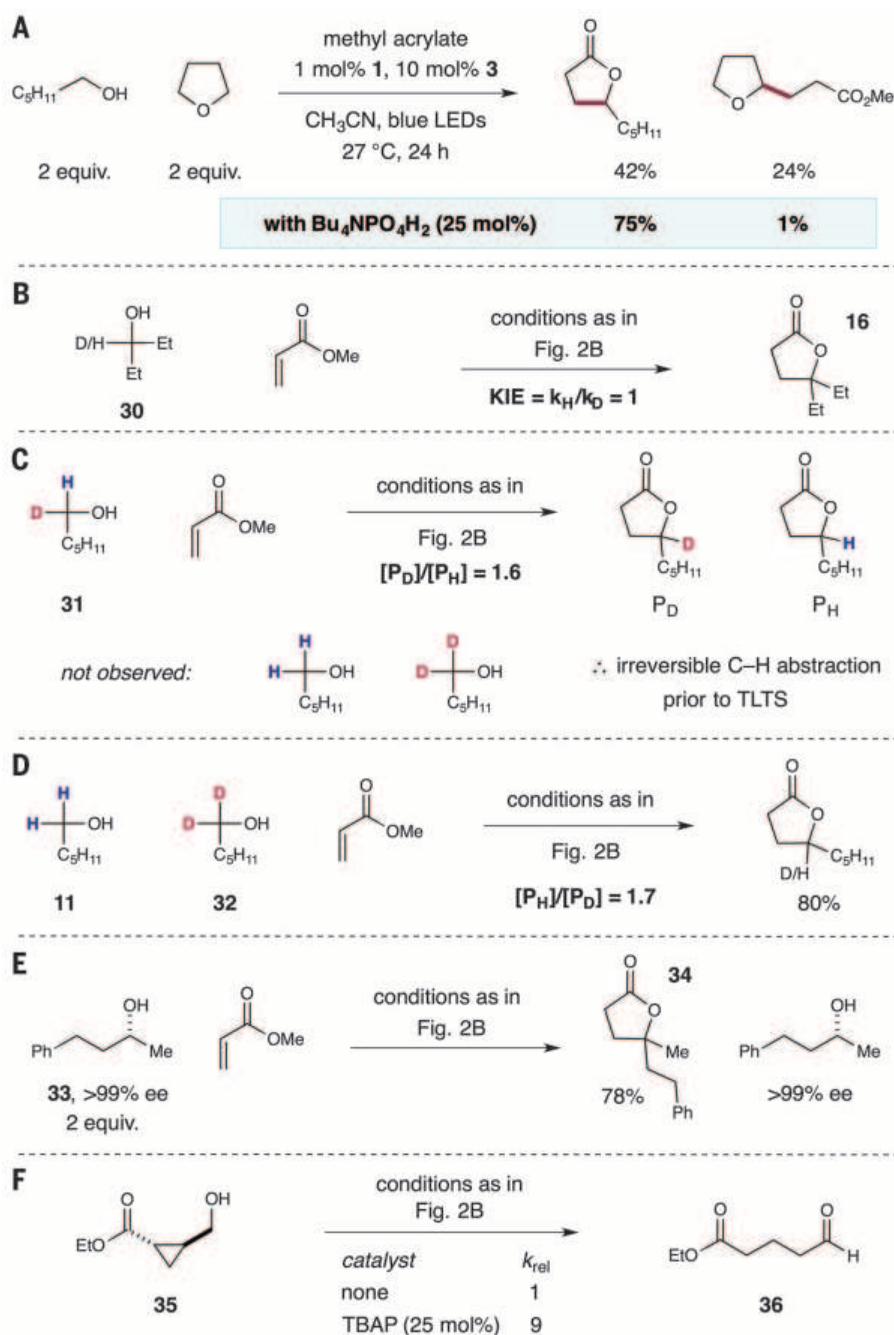 A
methyl acrylate
1 mol% 1, 10 mol% 3
C5H11 OH
O
CH3CN, blue LEDs
27 °C, 24 h
O
O
C5H11
O
CO2Me
2 equiv. 2 equiv. 42% 24%
with Bu4NPO4H2 (25 mol%) 75% 1%
B
OH
D/H Et
Et
30
O
OMe
conditions as in
Fig. 2B
KIE = kH/kD = 1
16
O
O
Et
Et
C
H
D OH
C5H11
31
O
OMe
conditions as in
Fig. 2B
[PD]/[PH] = 1.6
O
O
D
C5H11
PD
O
O
H
C5H11
PH
not observed:
H
H OH
C5H11
D
D OH
C5H11
∴ irreversible C–H abstraction
prior to TLTS
D
H
H OH
C5H11
11
D
D OH
C5H11
32
O
OMe
conditions as in
Fig. 2B
[PH]/[PD] = 1.7
O
O
C5H11
D/H
80%
E
OH
Ph Me
33, >99% ee
2 equiv.
O
OMe
conditions as in
Fig. 2B
34
O
O
Me
Ph
78%
OH
Ph Me
>99% ee
F
O OH
EtO
35
conditions as in
Fig. 2B
catalyst krel
none 1
TBAP (25 mol%) 9
O O
EtO H
36